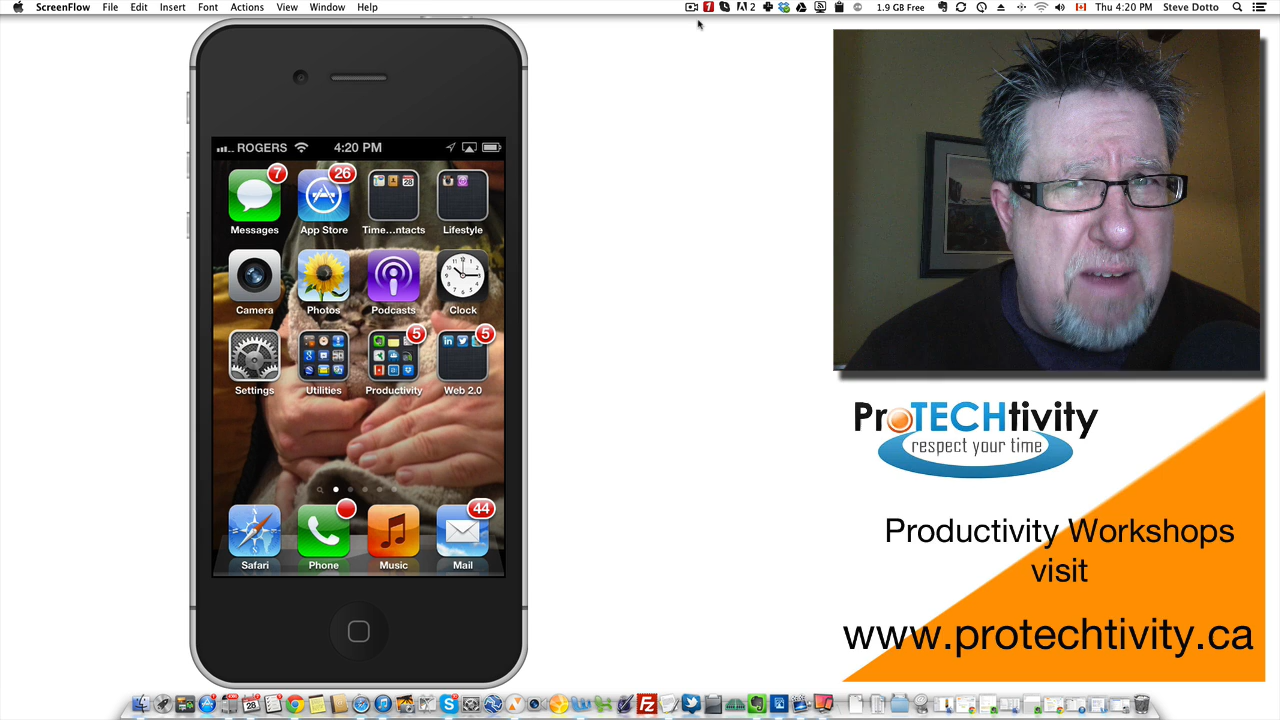 ScreenFlow File Edit Insert Font Actions View Window Help
2 1.9 GB Free Thu 4:20 PM Steve Dotto
ROGERS 4:20 PM
7 26
28
Messages App Store Time...ntacts Lifestyle
Camera Photos Podcasts Clock
5 5
Settings Utilities Productivity Web 2.0
44
Safari Phone Music Mail
ProTECHtivity
respect your time
Productivity Workshops
visit
www.protechtivity.ca